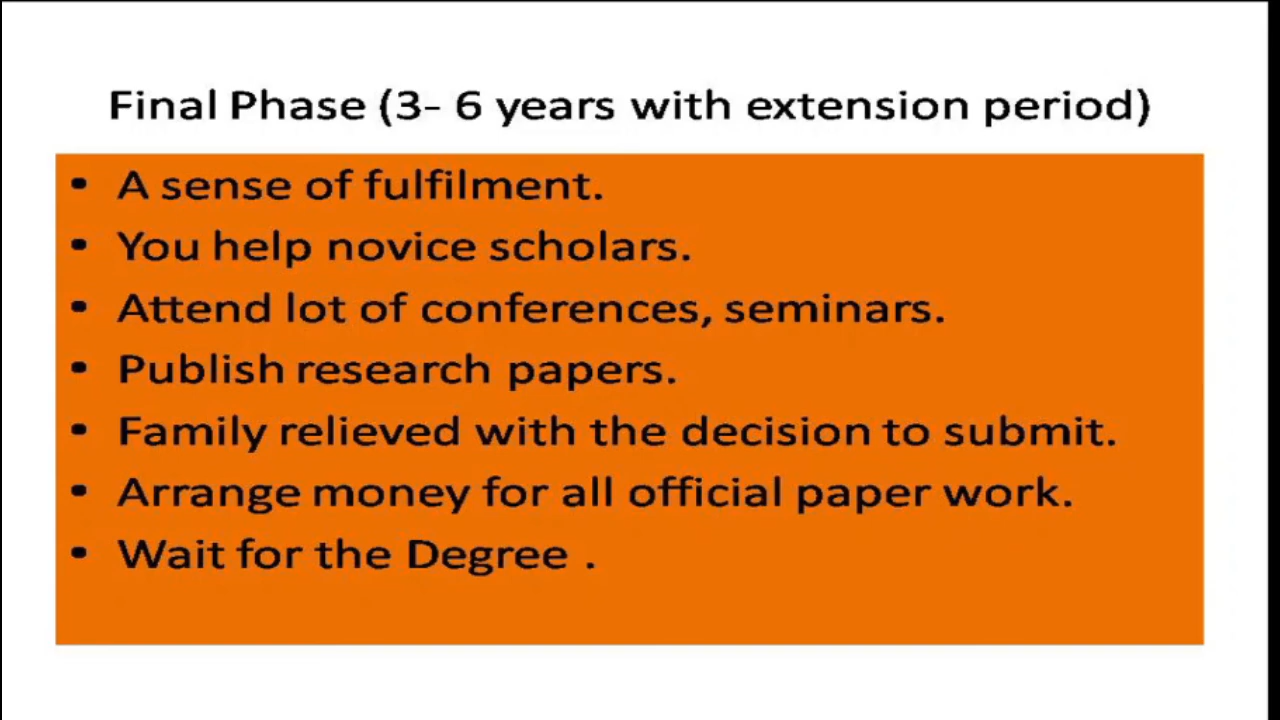 Final Phase (3- 6 years with extension period)
• A sense of fulfilment.
• You help novice scholars.
• Attend lot of conferences, seminars.
• Publish research papers.
• Family relieved with the decision to submit.
• Arrange money for all official paper work.
• Wait for the Degree .